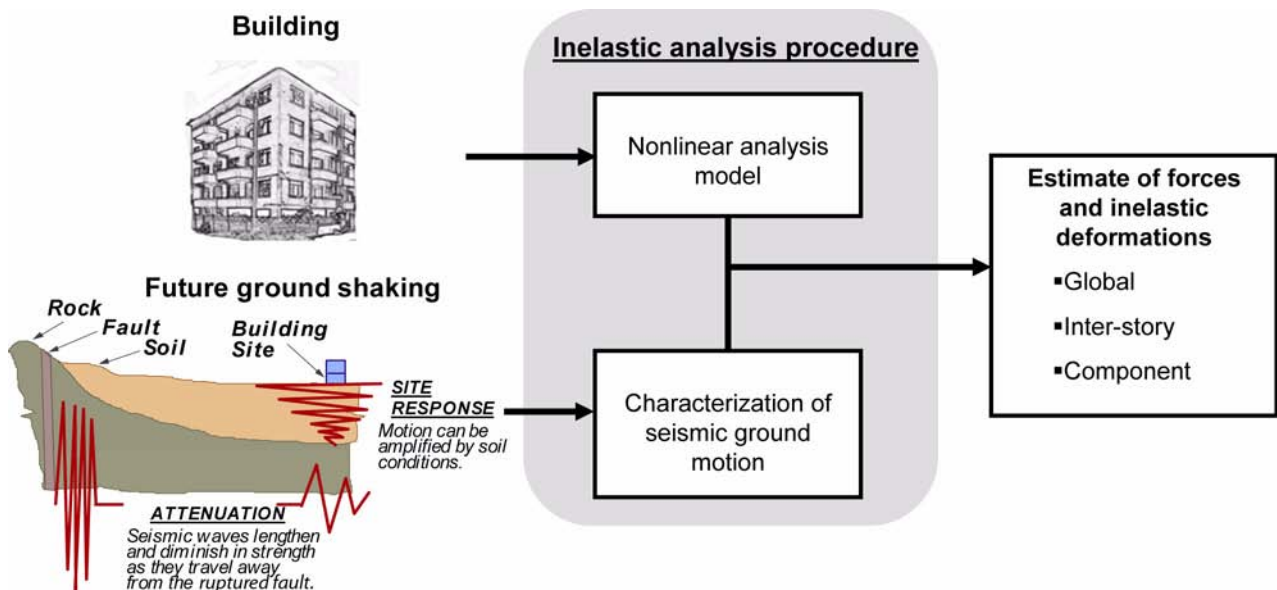 Building
Inelastic analysis procedure
Nonlinear analysis
model
Estimate of forces
and inelastic
deformations
▪Global
▪Inter-story
▪Component
Future ground shaking
Rock
Fault
Soil
Building
Site
SITE
RESPONSE
Motion can be
amplified by soil
conditions.
Characterization of
seismic ground
motion
ATTENUATION
Seismic waves lengthen
and diminish in strength
as they travel away
from the ruptured fault.